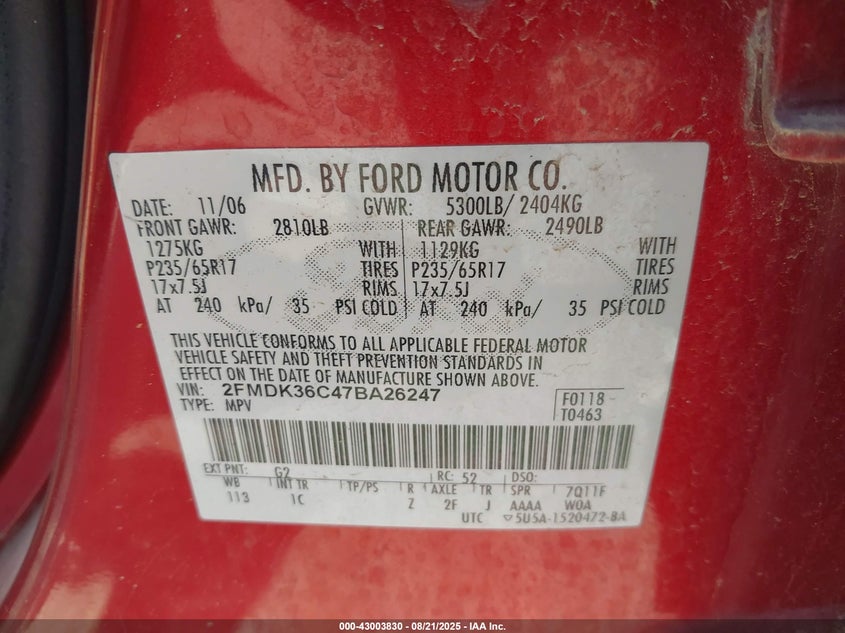 MFD. BY FORD MOTOR CO.
DATE: 11/06 GVWR: 5300LB/ 2404KG
FRONT GAWR: 2810LB REAR GAWR: 2490LB
1275KG WITH 1129KG WITH
P235/65R17 TIRES P235/65R17 TIRES
17x7.5J RIMS 17x7.5J RIMS
AT 240 kPa/ 35 PSI COLD AT 240 kPa/ 35 PSI COLD
THIS VEHICLE CONFORMS TO ALL APPLICABLE FEDERAL MOTOR
VEHICLE SAFETY AND THEFT PREVENTION STANDARDS IN
EFFECT ON THE DATE OF MANUFACTURE SHOWN ABOVE.
VIN: 2FMDK36C47BA26247 F0118
TYPE: MPV T0463
EXT PNT: G2 RC: 52 DSO:
WB INT TR TP/PS R AXLE TR SPR 7Q11F
113 1C Z 2F J AAAA W0A
UTC ▽5U5A-1520472-BA
000-43003830 - 08/21/2025 - IAA Inc.